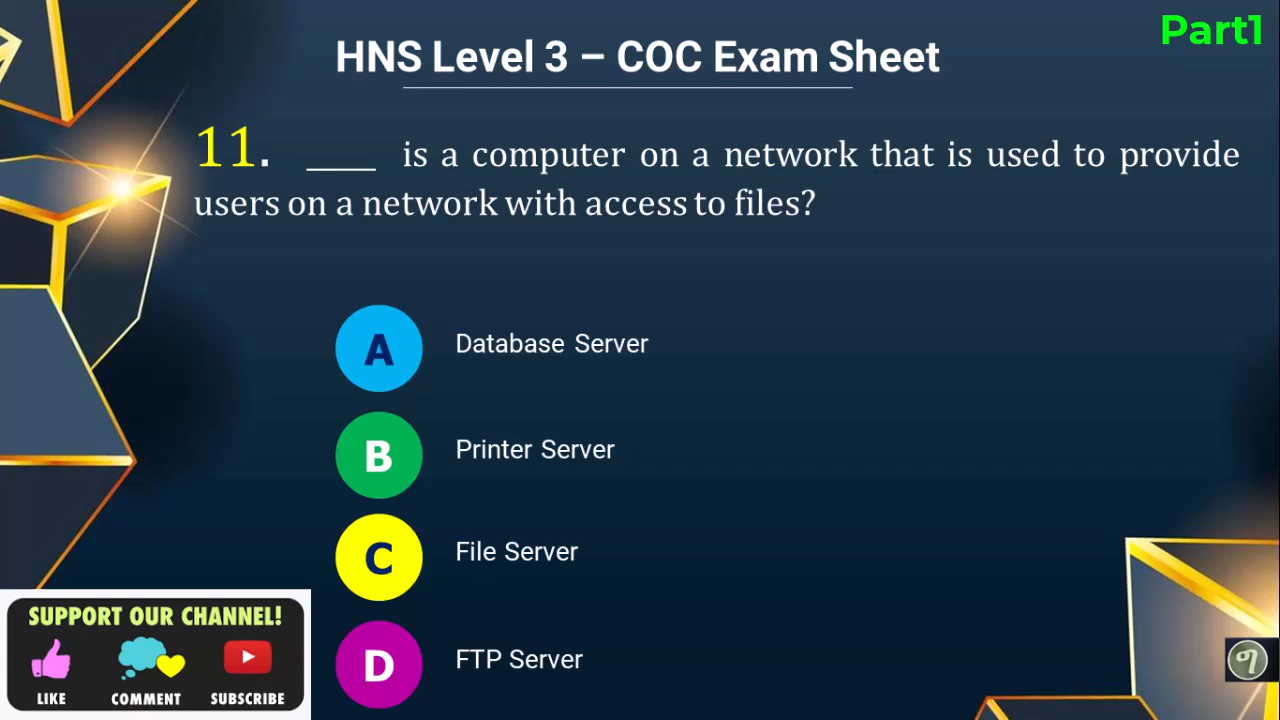 Part1
HNS Level 3 – COC Exam Sheet
11. ____ is a computer on a network that is used to provide
users on a network with access to files?
A Database Server
B Printer Server
C File Server
D FTP Server
SUPPORT OUR CHANNEL!
LIKE COMMENT SUBSCRIBE